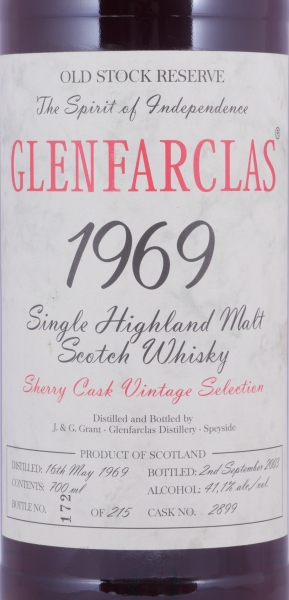 OLD STOCK RESERVE
The Spirit of Independence
GLENFARCLAS®
1969
Single Highland Malt
Scotch Whisky
Sherry Cask Vintage Selection
Distilled and Bottled by
J. & G. Grant - Glenfarclas Distillery - Speyside
PRODUCT OF SCOTLAND
DISTILLED: 16th May 1969 BOTTLED: 2nd September 2003
CONTENTS: 700 ml ALCOHOL: 41,1% alc./vol.
BOTTLE NO. 172 OF 215 CASK NO. 2899